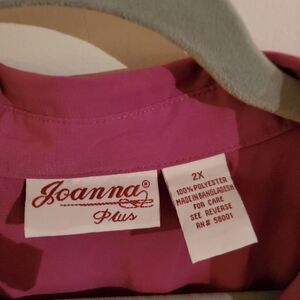 Joanna®
Plus
2X
100% POLYESTER
MADE IN BANGLADESH
FOR CARE
SEE REVERSE
RN# 58001